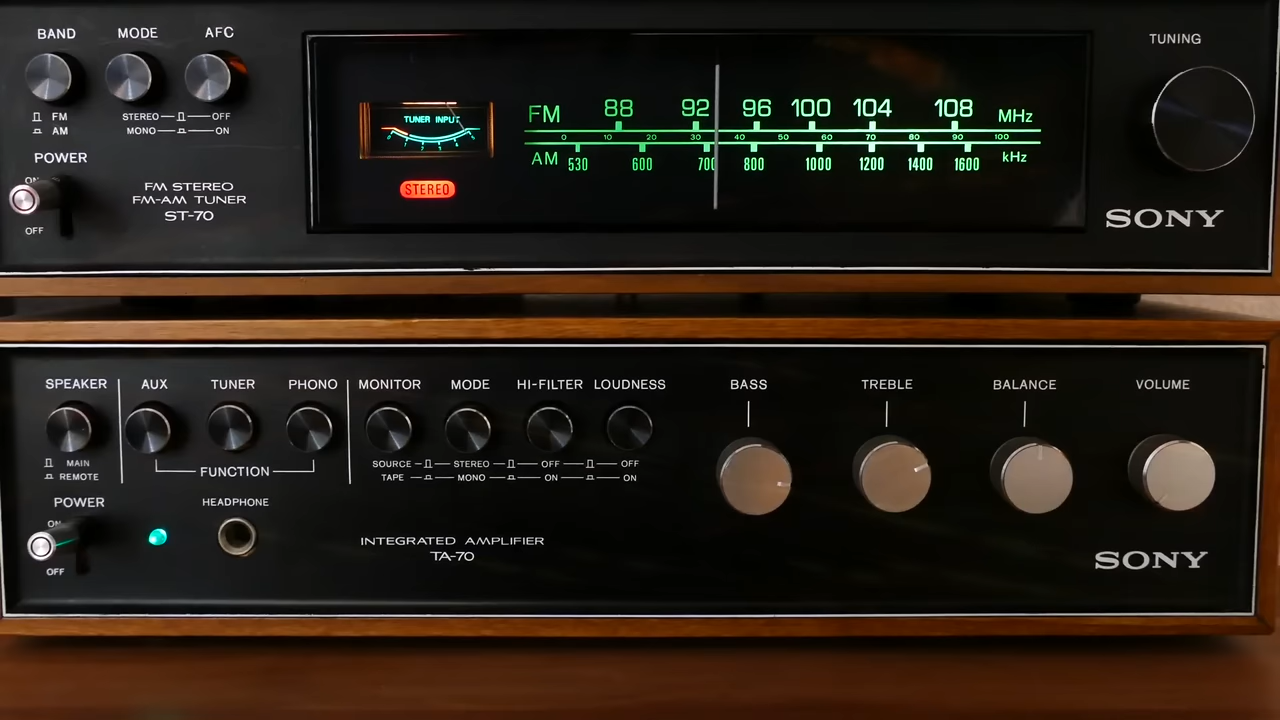 BAND MODE AFC
TUNING
FM 88 92 96 100 104 108 MHz
TUNER INPUT
0 10 20 30 40 50 60 70 80 90 100
AM 530 600 700 800 1000 1200 1400 1600 kHz
FM STEREO OFF
AM MONO ON
POWER
ON
OFF
FM STEREO
FM-AM TUNER
ST-70
STEREO
SONY
SPEAKER AUX TUNER PHONO MONITOR MODE HI-FILTER LOUDNESS BASS TREBLE BALANCE VOLUME
MAIN
REMOTE
FUNCTION
SOURCE STEREO OFF OFF
TAPE MONO ON ON
POWER
ON
OFF
HEADPHONE
INTEGRATED AMPLIFIER
TA-70
SONY